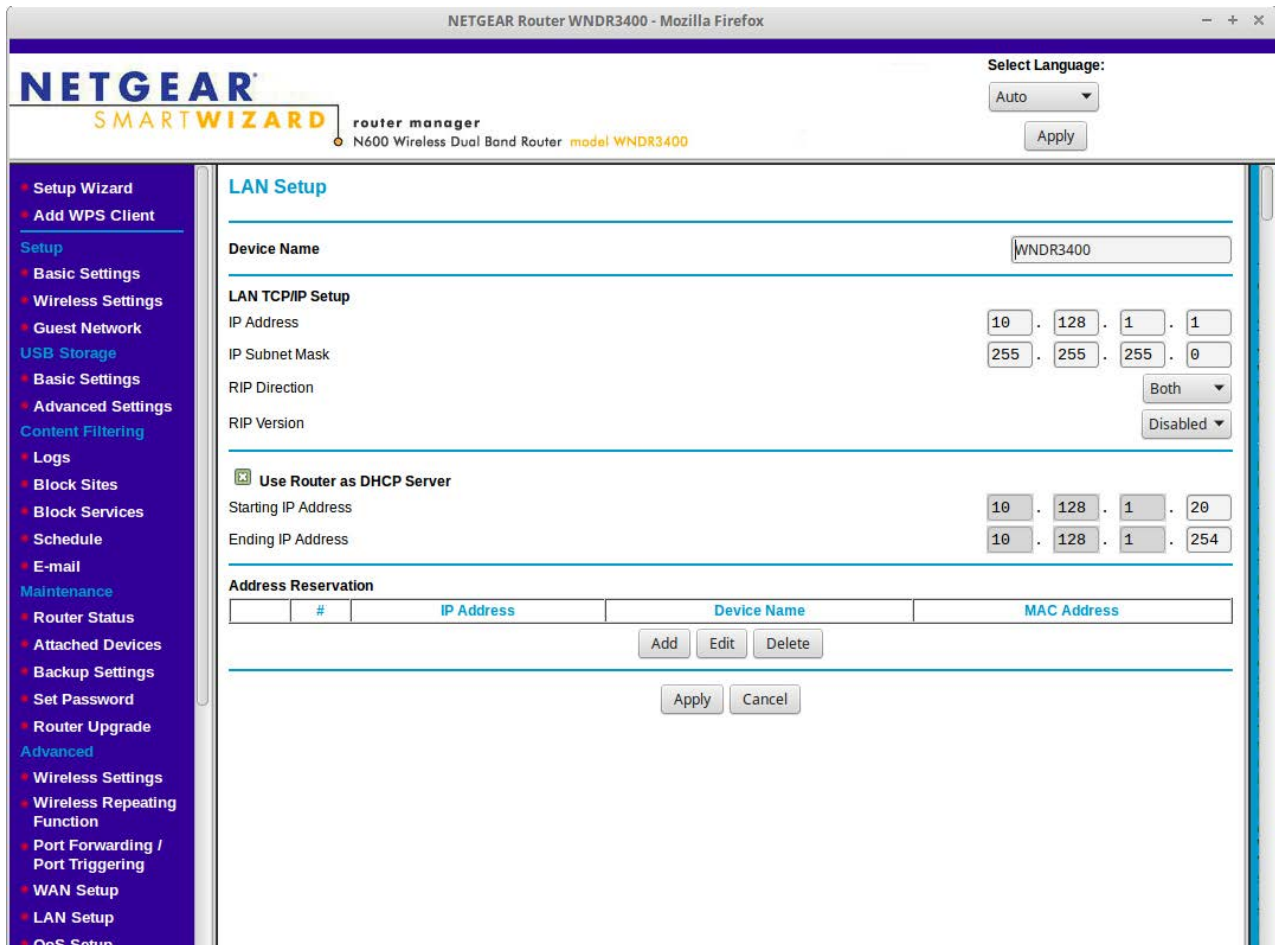 NETGEAR Router WNDR3400 - Mozilla Firefox
Select Language:
NETGEAR
SMARTWIZARD
router manager
N600 Wireless Dual Band Router model WNDR3400
Auto
Apply
Setup Wizard
Add WPS Client
Setup
Basic Settings
Wireless Settings
Guest Network
USB Storage
Basic Settings
Advanced Settings
Content Filtering
Logs
Block Sites
Block Services
Schedule
E-mail
Maintenance
Router Status
Attached Devices
Backup Settings
Set Password
Router Upgrade
Advanced
Wireless Settings
Wireless Repeating
Function
Port Forwarding /
Port Triggering
WAN Setup
LAN Setup
QoS Setup
LAN Setup
Device Name WNDR3400
LAN TCP/IP Setup
IP Address 10 . 128 . 1 . 1
IP Subnet Mask 255 . 255 . 255 . 0
RIP Direction Both
RIP Version Disabled
Use Router as DHCP Server
Starting IP Address 10 . 128 . 1 . 20
Ending IP Address 10 . 128 . 1 . 254
Address Reservation
# IP Address Device Name MAC Address
Add Edit Delete
Apply Cancel